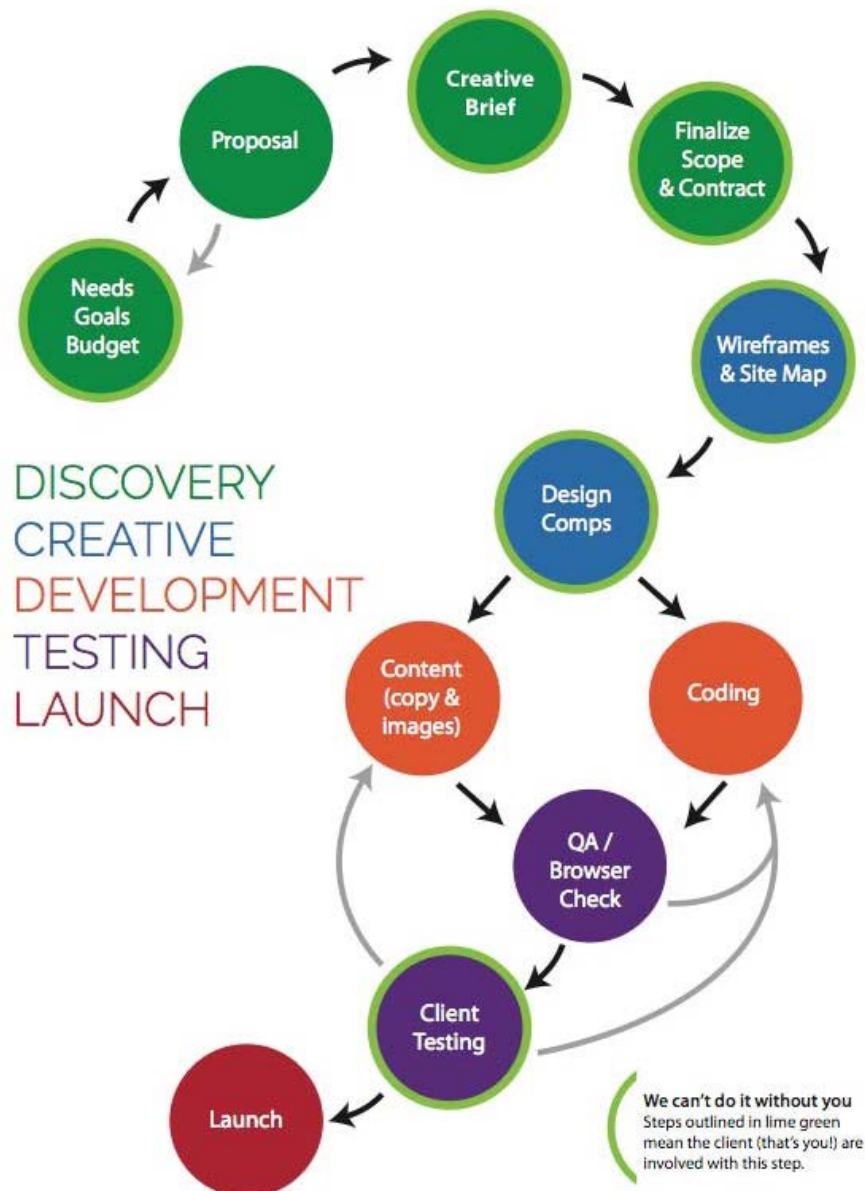 Creative
Brief
Proposal
Finalize
Scope
& Contract
Needs
Goals
Budget
Wireframes
& Site Map
DISCOVERY
CREATIVE
DEVELOPMENT
TESTING
LAUNCH
Design
Comps
Content
(copy &
images)
Coding
QA /
Browser
Check
Client
Testing
Launch
We can't do it without you
Steps outlined in lime green
mean the client (that's you!) are
involved with this step.